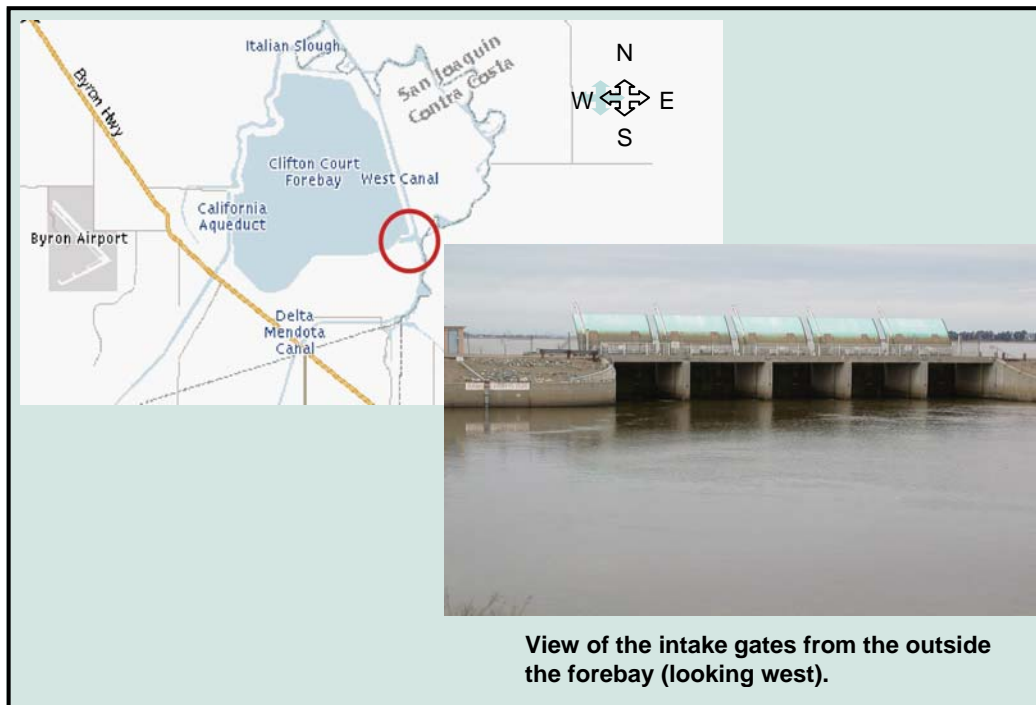 Italian Slough
San Joaquin
Contra Costa
N
W E
S
Byron Hwy
Clifton Court
Forebay
West Canal
California
Aqueduct
Byron Airport
Delta
Mendota
Canal
View of the intake gates from the outside
the forebay (looking west).